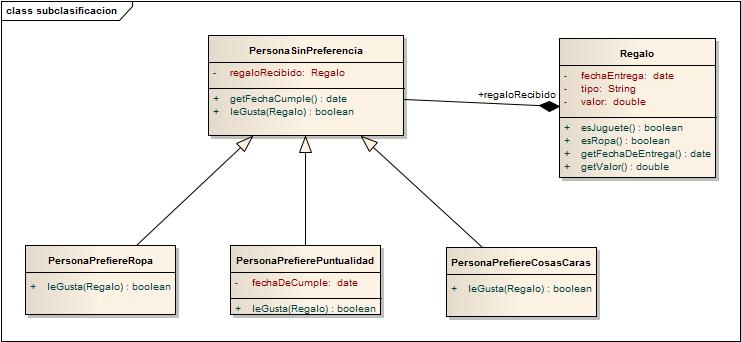 class subclasificacion
PersonaSinPreferencia
- regaloRecibido: Regalo
+ getFechaCumple() : date
+ leGusta(Regalo) : boolean
+regaloRecibido
Regalo
- fechaEntrega: date
- tipo: String
- valor: double
+ esJuguete() : boolean
+ esRopa() : boolean
+ getFechaDeEntrega() : date
+ getValor() : double
PersonaPrefiereRopa
+ leGusta(Regalo) : boolean
PersonaPrefierePuntualidad
- fechaDeCumple: date
+ leGusta(Regalo) : boolean
PersonaPrefiereCosasCaras
+ leGusta(Regalo) : boolean